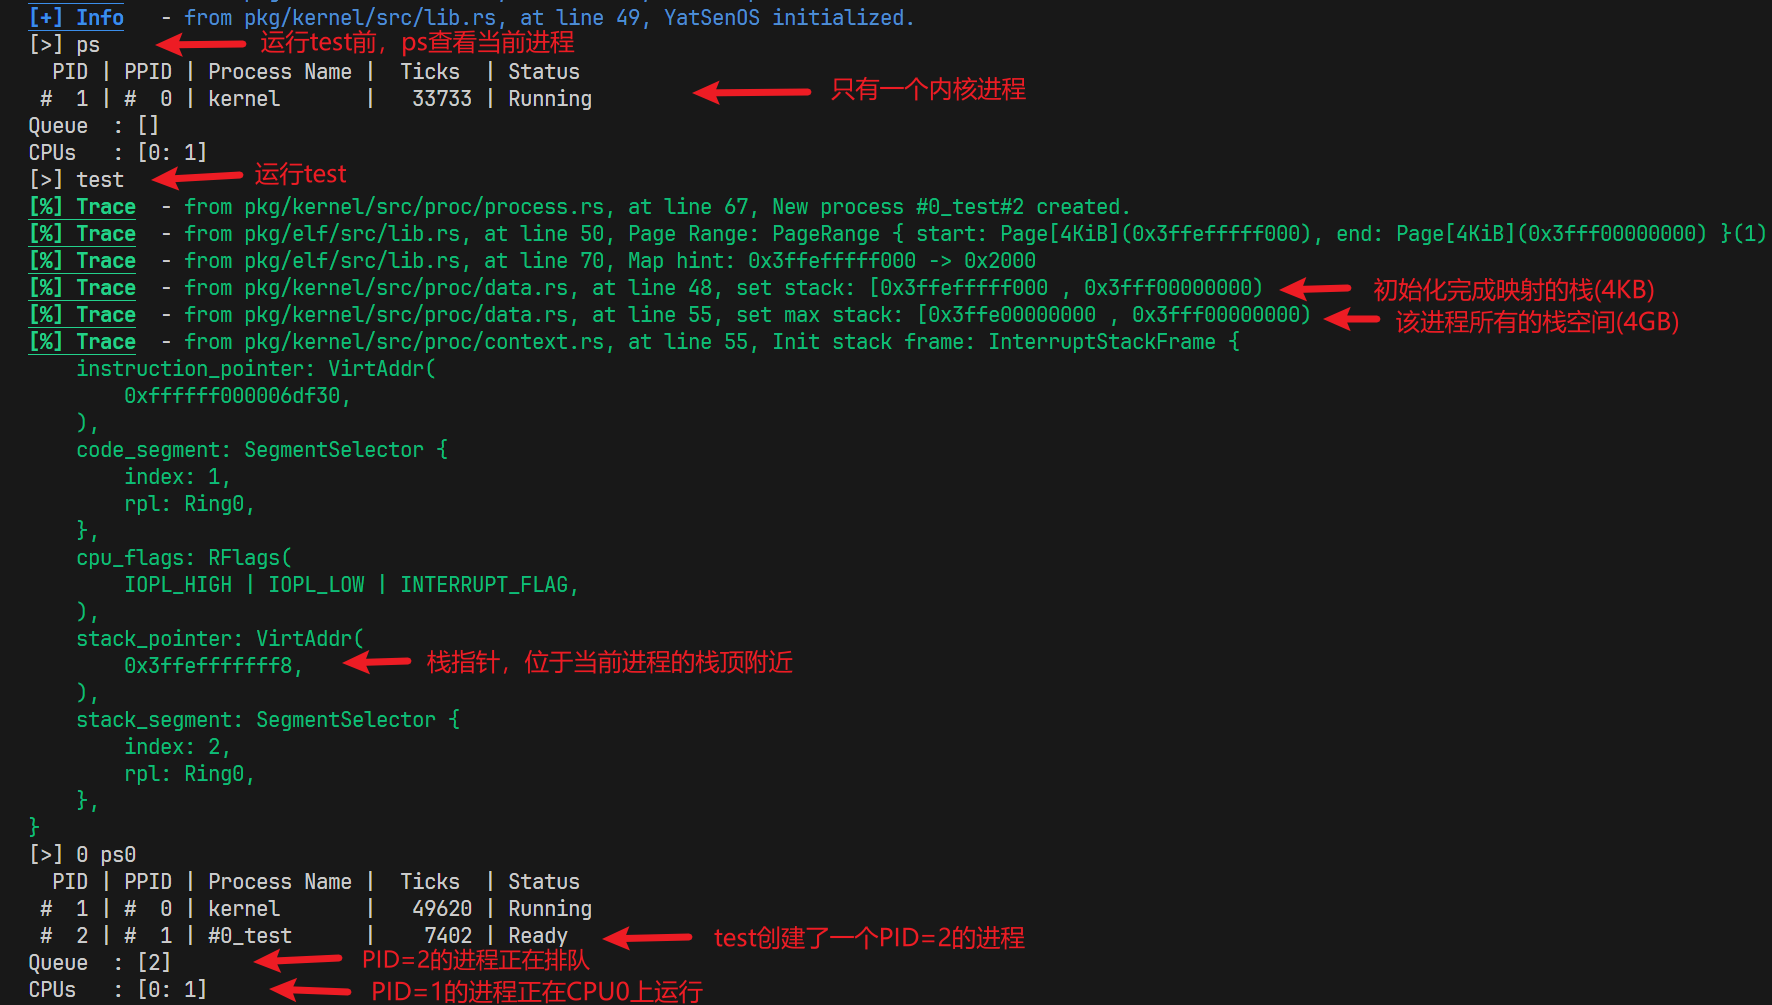 [+] Info   - from pkg/kernel/src/lib.rs, at line 49, YatSenOS initialized.
[>] ps 运行test前，ps查看当前进程
PID | PPID | Process Name |  Ticks  | Status
#  1 | #  0 | kernel       |   33733 | Running 只有一个内核进程
Queue  : []
CPUs   : [0: 1]
[>] test 运行test
[%] Trace  - from pkg/kernel/src/proc/process.rs, at line 67, New process #0_test#2 created.
[%] Trace  - from pkg/elf/src/lib.rs, at line 50, Page Range: PageRange { start: Page[4KiB](0x3ffefffff000), end: Page[4KiB](0x3fff00000000) }(1)
[%] Trace  - from pkg/elf/src/lib.rs, at line 70, Map hint: 0x3ffefffff000 -> 0x2000
[%] Trace  - from pkg/kernel/src/proc/data.rs, at line 48, set stack: [0x3ffefffff000 , 0x3fff00000000) 初始化完成映射的栈(4KB)
[%] Trace  - from pkg/kernel/src/proc/data.rs, at line 55, set max stack: [0x3ffe00000000 , 0x3fff00000000) 该进程所有的栈空间(4GB)
[%] Trace  - from pkg/kernel/src/proc/context.rs, at line 55, Init stack frame: InterruptStackFrame {
instruction_pointer: VirtAddr(
0xffffff000006df30,
),
code_segment: SegmentSelector {
index: 1,
rpl: Ring0,
},
cpu_flags: RFlags(
IOPL_HIGH | IOPL_LOW | INTERRUPT_FLAG,
),
stack_pointer: VirtAddr(
0x3ffefffffff8, 栈指针，位于当前进程的栈顶附近
),
stack_segment: SegmentSelector {
index: 2,
rpl: Ring0,
},
}
[>] 0 ps0
PID | PPID | Process Name |  Ticks  | Status
#  1 | #  0 | kernel       |   49620 | Running
#  2 | #  1 | #0_test      |    7402 | Ready test创建了一个PID=2的进程
Queue  : [2] PID=2的进程正在排队
CPUs   : [0: 1] PID=1的进程正在CPU0上运行